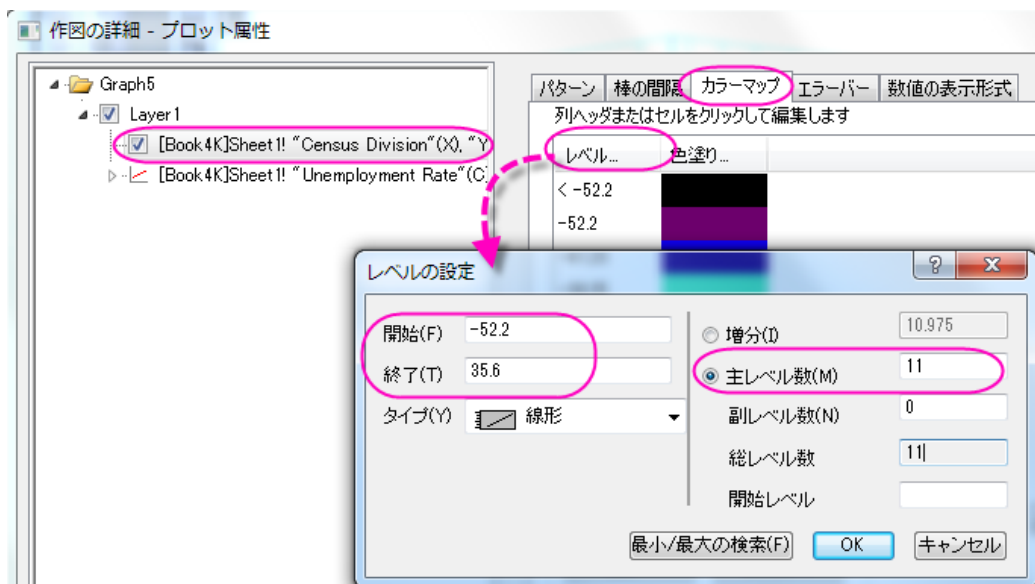 作図の詳細 - プロット属性
Graph5
Layer1
[Book4K]Sheet1! "Census Division"(X), "Y
[Book4K]Sheet1! "Unemployment Rate"(C
パターン 棒の間隔 カラーマップ エラーバー 数値の表示形式
列ヘッダまたはセルをクリックして編集します
レベル... 色塗り...
< -52.2
-52.2
レベルの設定
開始(F) -52.2
終了(T) 35.6
タイプ(Y) 線形
増分(I) 10.975
主レベル数(M) 11
副レベル数(N) 0
総レベル数 11
開始レベル
最小/最大の検索(F) OK キャンセル